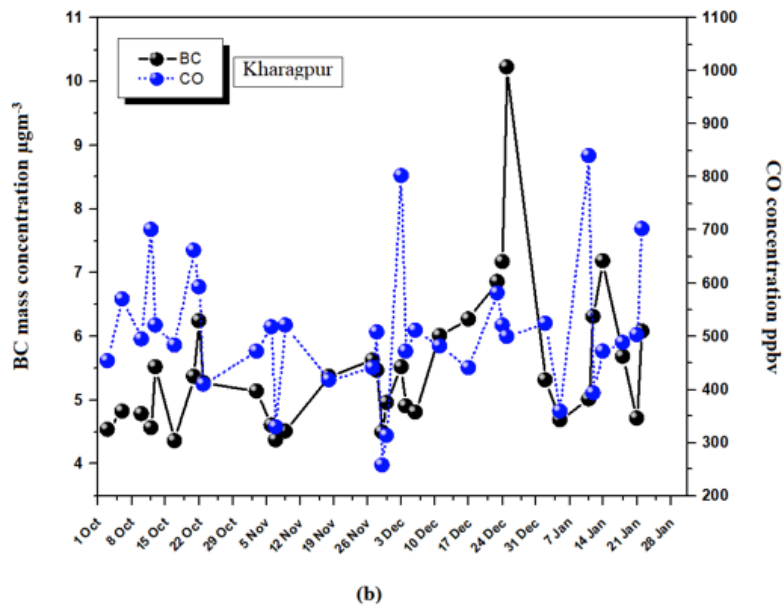 BC
CO
Kharagpur
BC mass concentration µgm⁻³
11
10
9
8
7
6
5
4
CO concentration ppbv
1100
1000
900
800
700
600
500
400
300
200
1 Oct
8 Oct
15 Oct
22 Oct
29 Oct
5 Nov
12 Nov
19 Nov
26 Nov
3 Dec
10 Dec
17 Dec
24 Dec
31 Dec
7 Jan
14 Jan
21 Jan
28 Jan
(b)